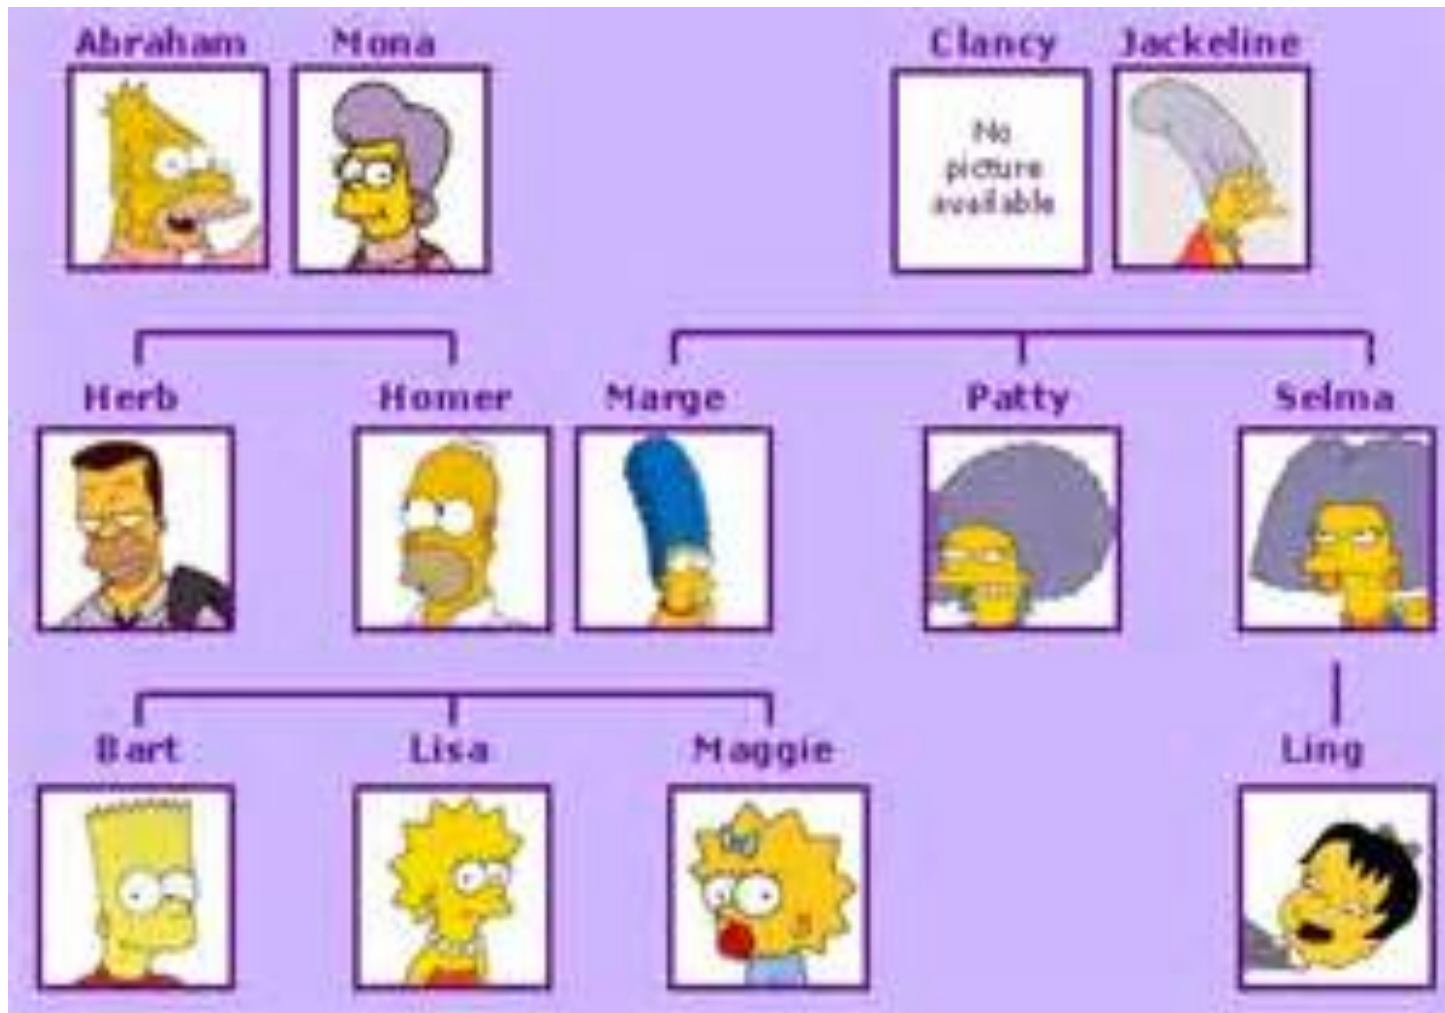 Abraham Mona Clancy Jackeline
No
picture
available
Herb Homer Marge Patty Selma
Bart Lisa Maggie Ling